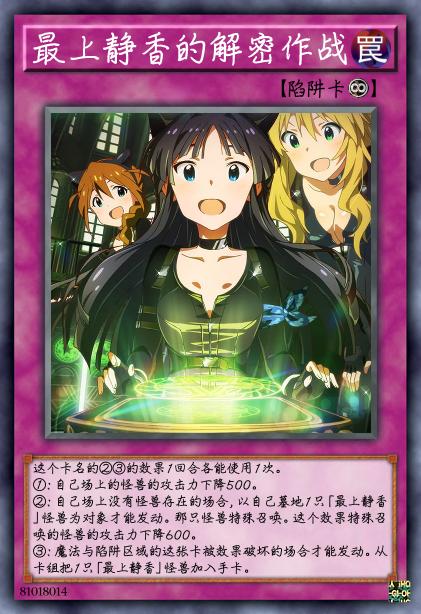 最上静香的解密作战 罠
【陷阱卡♾】
这个卡名的②③的效果1回合各能使用1次。
①：自己场上的怪兽的攻击力下降500。
②：自己场上没有怪兽存在的场合，以自己墓地1只「最上静香
」怪兽为对象才能发动。那只怪兽特殊召唤。这个效果特殊召
唤的怪兽的攻击力下降600。
③：魔法与陷阱区域的这张卡被效果破坏的场合才能发动。从
卡组把1只「最上静香」怪兽加入手卡。
81018014